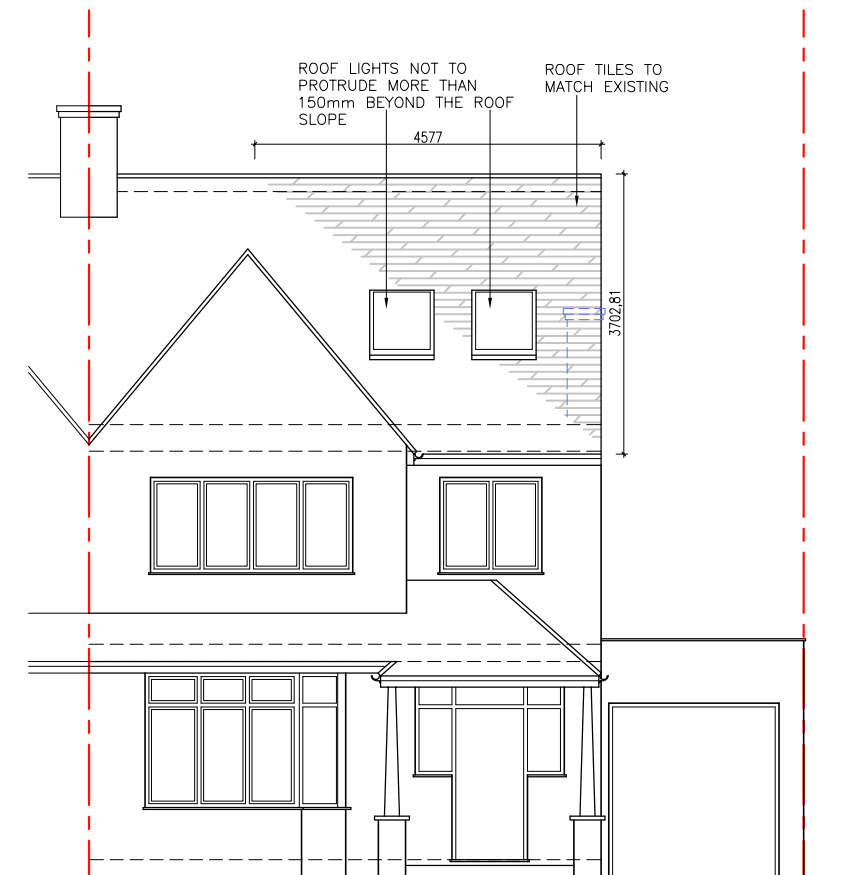 ROOF LIGHTS NOT TO
PROTRUDE MORE THAN
150mm BEYOND THE ROOF
SLOPE
ROOF TILES TO
MATCH EXISTING
4577
3702,81